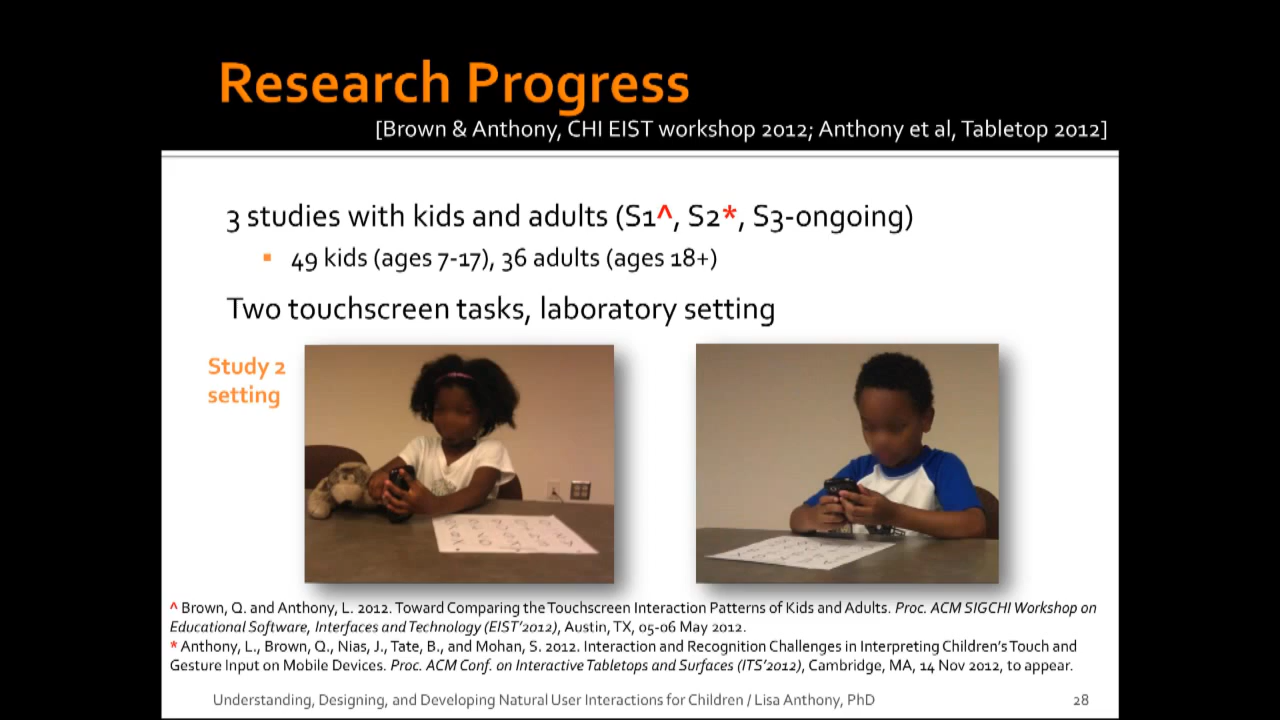 Research Progress
[Brown & Anthony, CHI EIST workshop 2012; Anthony et al, Tabletop 2012]
3 studies with kids and adults (S1^, S2*, S3-ongoing)
▪ 49 kids (ages 7-17), 36 adults (ages 18+)
Two touchscreen tasks, laboratory setting
Study 2
setting
^ Brown, Q. and Anthony, L. 2012. Toward Comparing the Touchscreen Interaction Patterns of Kids and Adults. Proc. ACM SIGCHI Workshop on
Educational Software, Interfaces and Technology (EIST'2012), Austin, TX, 05-06 May 2012.
* Anthony, L., Brown, Q., Nias, J., Tate, B., and Mohan, S. 2012. Interaction and Recognition Challenges in Interpreting Children's Touch and
Gesture Input on Mobile Devices. Proc. ACM Conf. on Interactive Tabletops and Surfaces (ITS'2012), Cambridge, MA, 14 Nov 2012, to appear.
Understanding, Designing, and Developing Natural User Interactions for Children / Lisa Anthony, PhD
28